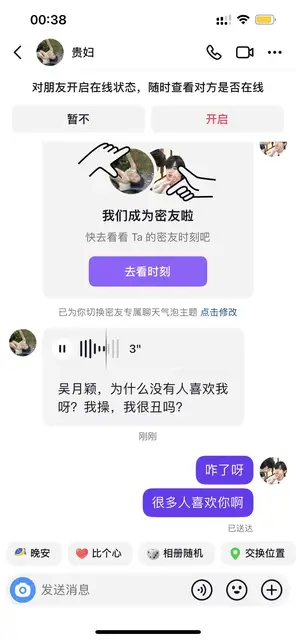 00:38
贵妇
对朋友开启在线状态，随时查看对方是否在线
暂不
开启
我们成为密友啦
快去看看 Ta 的密友时刻吧
去看时刻
已为你切换密友专属聊天气泡主题 点击修改
3"
吴月颖，为什么没有人喜欢我
呀？我操，我很丑吗？
刚刚
咋了呀
很多人喜欢你啊
已送达
晚安
比个心
相册随机
交换位置
发送消息